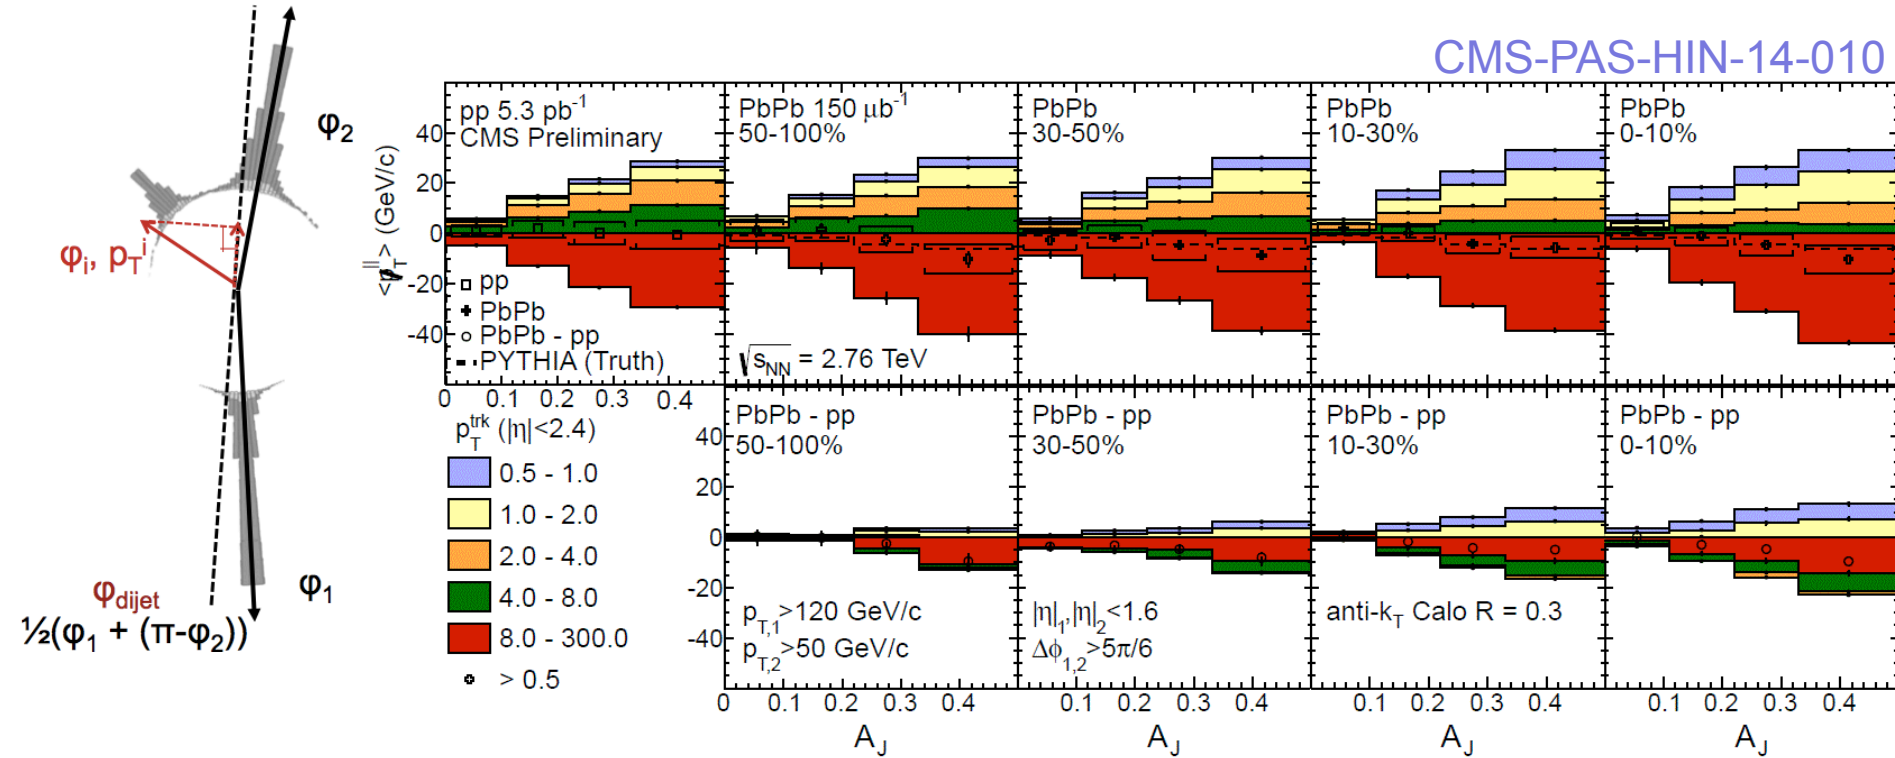 CMS-PAS-HIN-14-010
φ2
φi, pTi
φ1
φdijet
½(φ1 + (π-φ2))
pp 5.3 pb-1
CMS Preliminary
PbPb 150 μb-1
50-100%
PbPb
30-50%
PbPb
10-30%
PbPb
0-10%
40
20
0
-20
-40
(GeV/c)
pp
PbPb
PbPb - pp
PYTHIA (Truth)
√sNN = 2.76 TeV
0 0.1 0.2 0.3 0.4
pTtrk (|η|<2.4)
0.5 - 1.0
1.0 - 2.0
2.0 - 4.0
4.0 - 8.0
8.0 - 300.0
> 0.5
PbPb - pp
50-100%
PbPb - pp
30-50%
PbPb - pp
10-30%
PbPb - pp
0-10%
40
20
0
-20
-40
pT,1>120 GeV/c
pT,2>50 GeV/c
|η|1,|η|2<1.6
Δϕ1,2>5π/6
anti-kT Calo R = 0.3
0 0.1 0.2 0.3 0.4
0.1 0.2 0.3 0.4
0.1 0.2 0.3 0.4
0.1 0.2 0.3 0.4
AJ
AJ
AJ
AJ